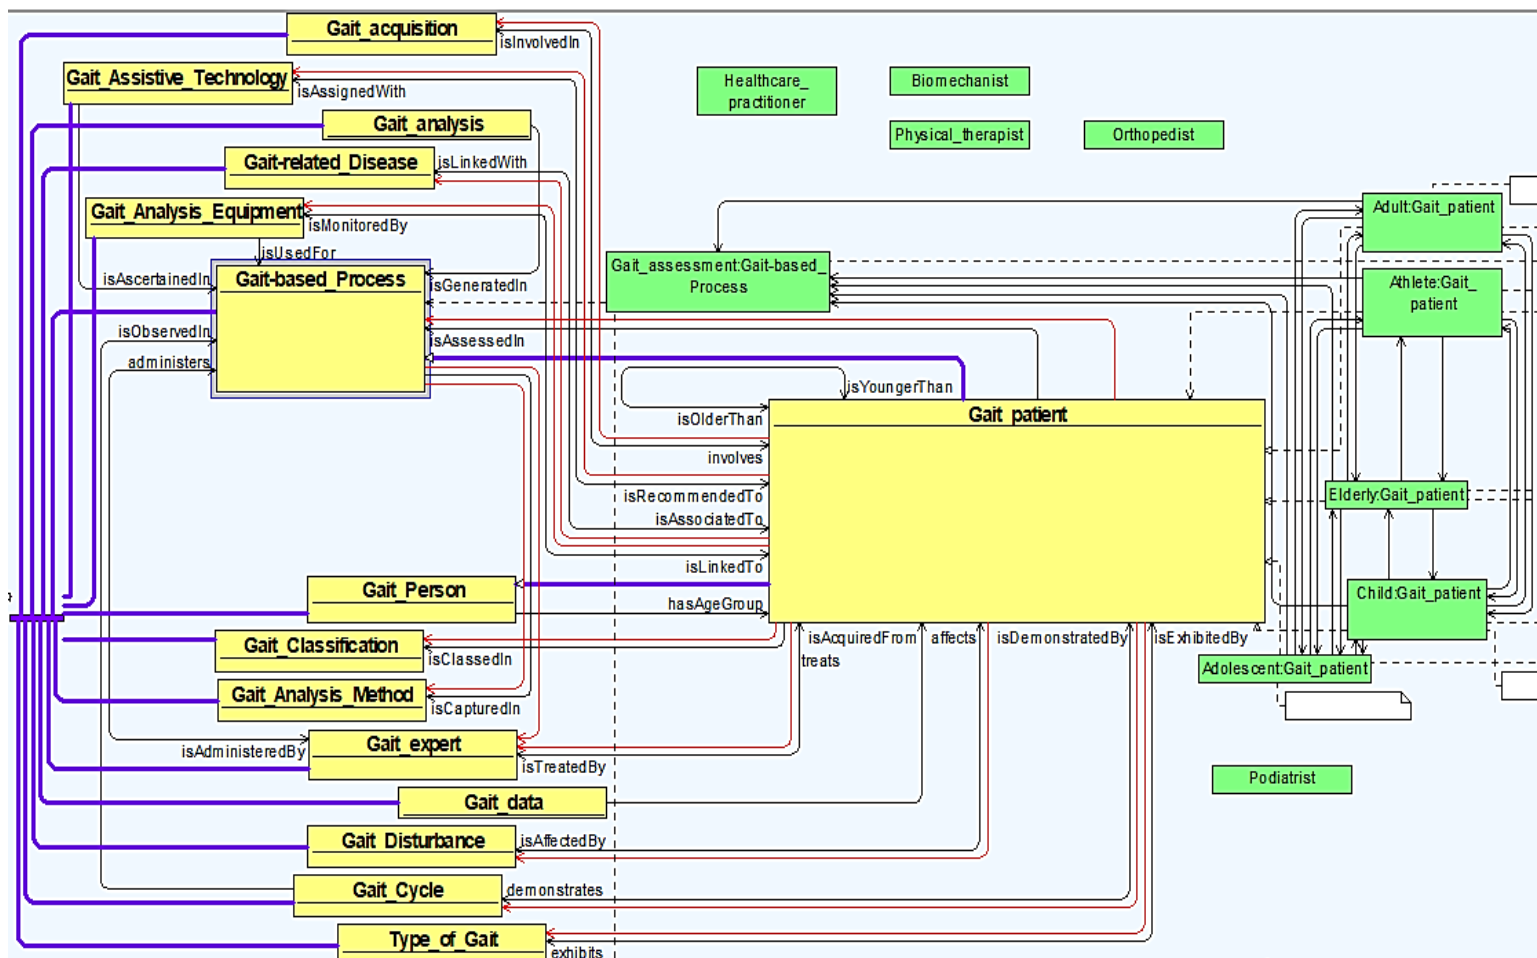 Gait_acquisition
isInvolvedIn
Gait_Assistive_Technology
isAssignedWith
Gait_analysis
Gait-related_Disease
isLinkedWith
Gait_Analysis_Equipment
isMonitoredBy
isUsedFor
isAscertainedIn
Gait-based_Process
isGeneratedIn
isObservedIn
isAssessedIn
administers
Healthcare_
practitioner
Biomechanist
Physical_therapist
Orthopedist
Gait_assessment:Gait-based_
Process
Adult:Gait_patient
Athlete:Gait_
patient
Elderly:Gait_patient
Child:Gait_patient
Adolescent:Gait_patient
Podiatrist
isYoungerThan
isOlderThan
Gait_patient
involves
isRecommendedTo
isAssociatedTo
isLinkedTo
hasAgeGroup
Gait_Person
Gait_Classification
isClassedIn
Gait_Analysis_Method
isCapturedIn
isAcquiredFrom
affects
isDemonstratedBy
isExhibitedBy
treats
Gait_expert
isAdministeredBy
isTreatedBy
Gait_data
Gait_Disturbance
isAffectedBy
Gait_Cycle
demonstrates
Type_of_Gait
exhibits